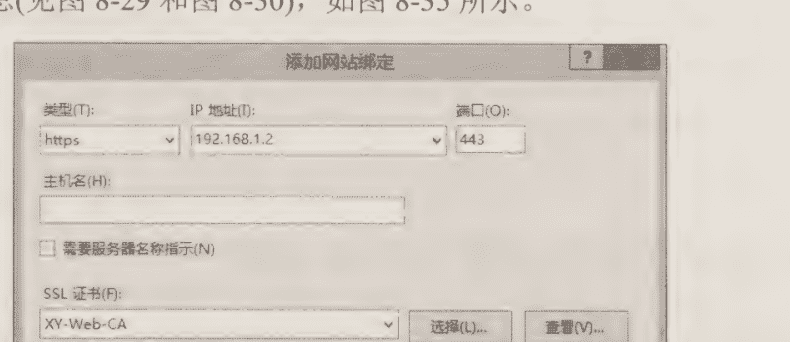 (见图 8-29 和图 8-30)，如图 8-35 所示。
添加网站绑定
?
类型(T): IP 地址(I): 端口(O):
https 192.168.1.2 443
主机名(H):
需要服务器名称指示(N)
SSL 证书(F):
XY-Web-CA 选择(L)... 查看(V)...